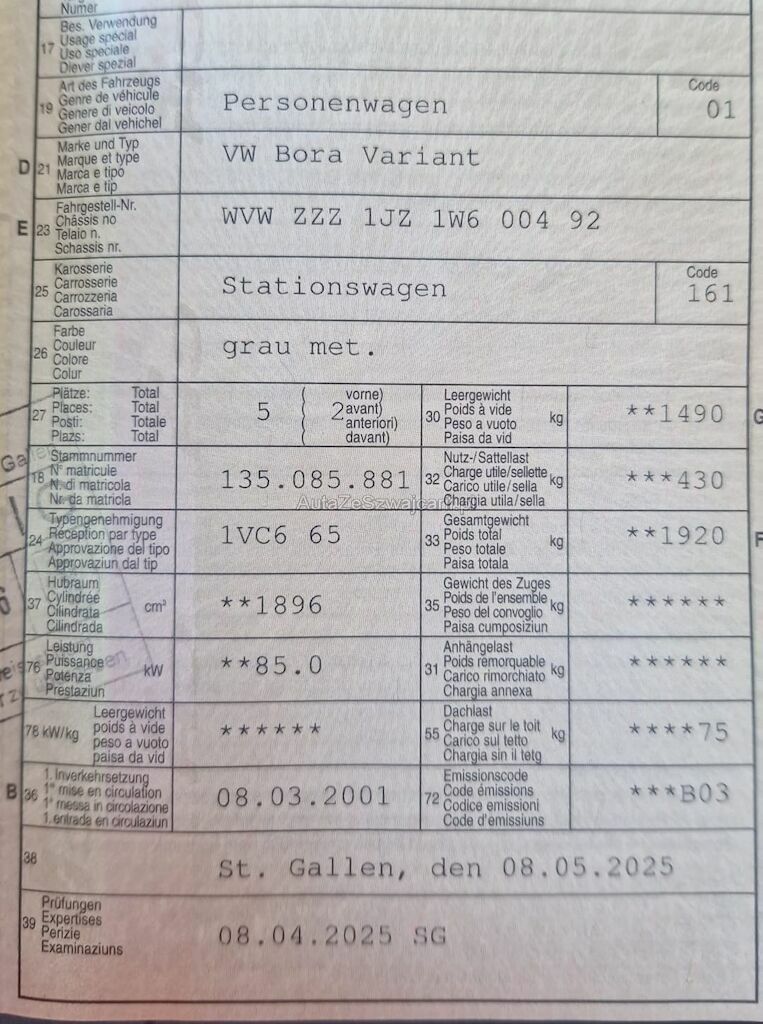 Numer
17 Bes. Verwendung
Usage spécial
Uso speciale
Diever spezial
19 Art des Fahrzeugs
Genre de véhicule
Genere di veicolo
Gener dal vehichel
Personenwagen
Code
01
D 21 Marke und Typ
Marque et type
Marca e tipo
Marca e tip
VW Bora Variant
E 23 Fahrgestell-Nr.
Châssis no
Telaio n.
Schassis nr.
WVW ZZZ 1JZ 1W6 004 92
25 Karosserie
Carrosserie
Carrozzeria
Carossaria
Stationswagen
Code
161
26 Farbe
Couleur
Colore
Colur
grau met.
27 Plätze: Total
Places: Total
Posti: Totale
Plazs: Total
5 ( 2 vorne)
avant)
anteriori)
davant)
30 Leergewicht
Poids à vide
Peso a vuoto
Paisa da vid
kg
**1490
G
18 Stammnummer
N° matricule
N. di matricola
Nr. da matricla
135.085.881
32 Nutz-/Sattellast
Charge utile/sellette
Carico utile/sella
Chargia utila/sella
kg
***430
24 Typengenehmigung
Réception par type
Approvazione del tipo
Approvaziun dal tip
1VC6 65
33 Gesamtgewicht
Poids total
Peso totale
Paisa totala
kg
**1920
F
37 Hubraum
Cylindrée
Cilindrata
Cilindrada
cm³
**1896
35 Gewicht des Zuges
Poids de l'ensemble
Peso del convoglio
Paisa cumposiziun
kg
******
76 Leistung
Puissance
Potenza
Prestaziun
kW
**85.0
31 Anhängelast
Poids remorquable
Carico rimorchiato
Chargia annexa
kg
******
78 kW/kg Leergewicht
poids à vide
peso a vuoto
paisa da vid
******
55 Dachlast
Charge sur le toit
Carico sul tetto
Chargia sin il tetg
kg
****75
B 36 1. Inverkehrsetzung
1re mise en circulation
1a messa in circolazione
1. entrada en circulaziun
08.03.2001
72 Emissionscode
Code émissions
Codice emissioni
Code d'emissiuns
***B03
38
St. Gallen, den 08.05.2025
39 Prüfungen
Expertises
Perizie
Examinaziuns
08.04.2025 SG